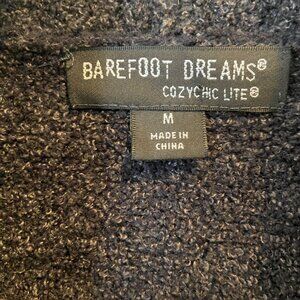 BAREFOOT DREAMS®
COZYCHIC LITE®
M
MADE IN
CHINA